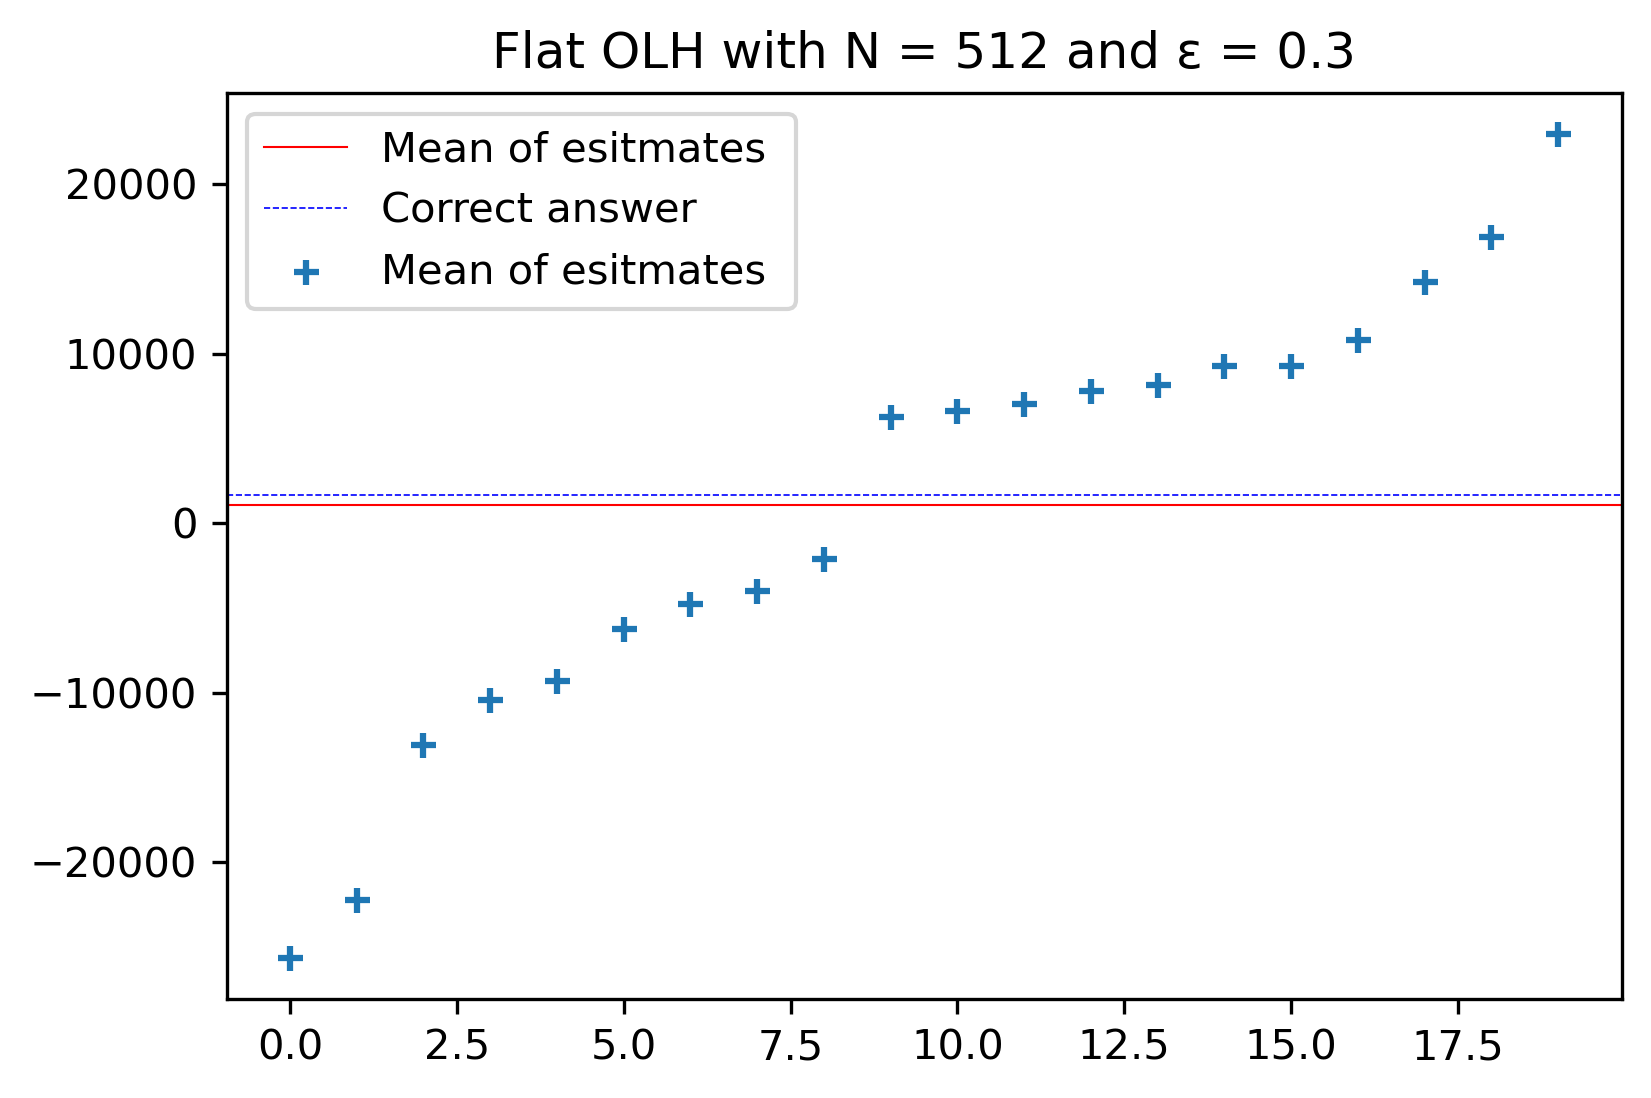 Flat OLH with N = 512 and ε = 0.3
Mean of esitmates
Correct answer
Mean of esitmates
20000
10000
0
−10000
−20000
0.0 2.5 5.0 7.5 10.0 12.5 15.0 17.5